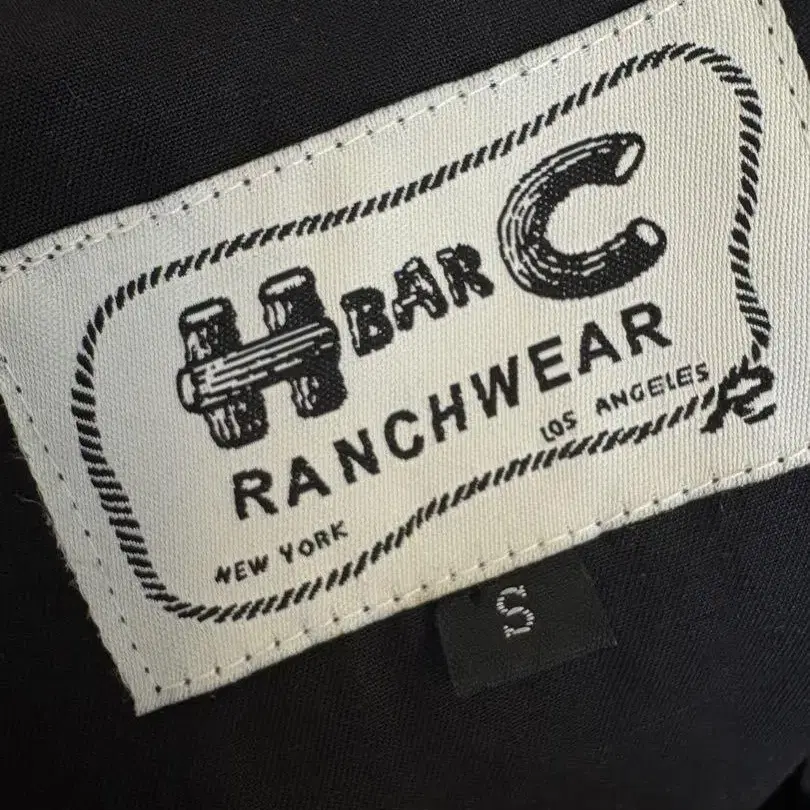 H BAR C
RANCHWEAR
NEW YORK
LOS ANGELES
S